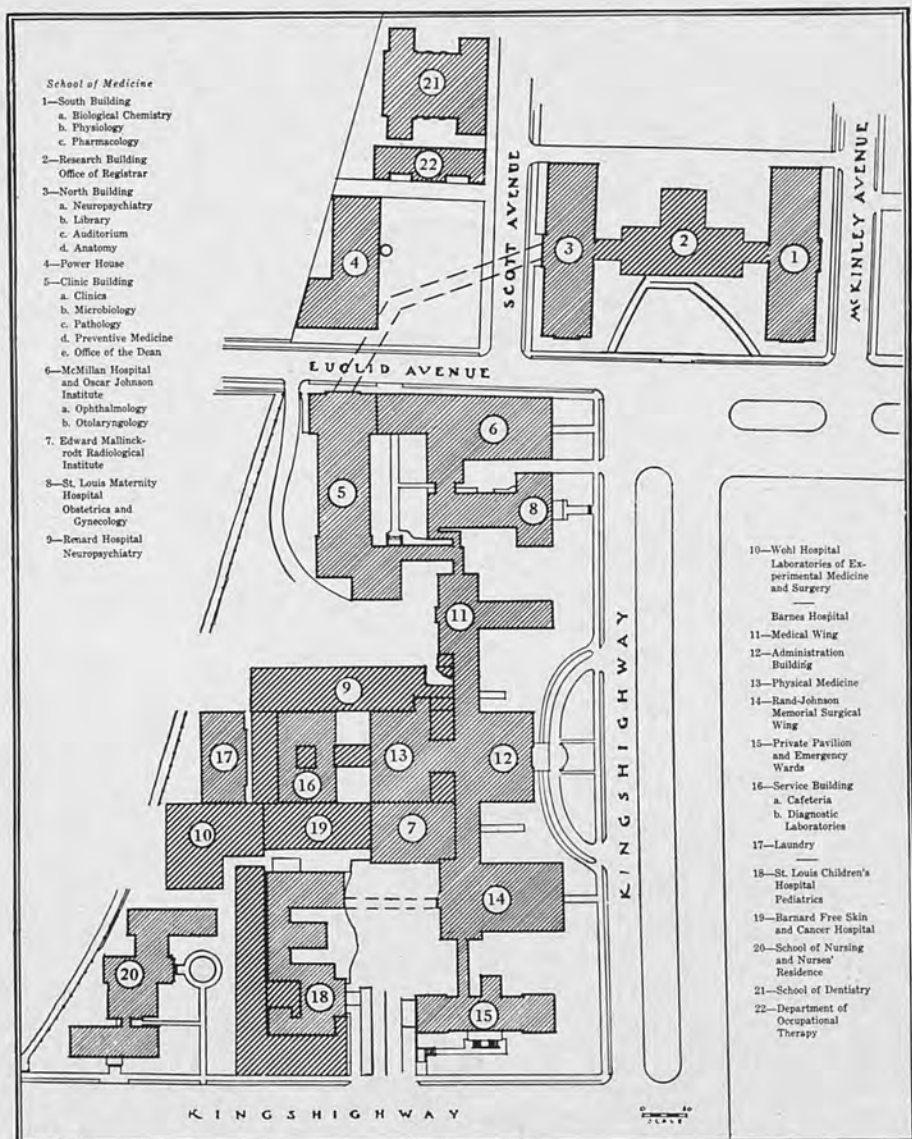 School of Medicine
1—South Building
a. Biological Chemistry
b. Physiology
c. Pharmacology
2—Research Building
Office of Registrar
3—North Building
a. Neuropsychiatry
b. Library
c. Auditorium
d. Anatomy
4—Power House
5—Clinic Building
a. Clinics
b. Microbiology
c. Pathology
d. Preventive Medicine
e. Office of the Dean
6—McMillan Hospital
and Oscar Johnson
Institute
a. Ophthalmology
b. Otolaryngology
7. Edward Mallinck-
rodt Radiological
Institute
8—St. Louis Maternity
Hospital
Obstetrics and
Gynecology
9—Renard Hospital
Neuropsychiatry
21
22
4
3
2
1
SCOTT AVENUE
McKINLEY AVENUE
EUCLID AVENUE
6
5
8
11
9
17
16
13
12
10
19
7
14
20
18
15
KINGSHIGHWAY
10—Wohl Hospital
Laboratories of Ex-
perimental Medicine
and Surgery
Barnes Hospital
11—Medical Wing
12—Administration
Building
13—Physical Medicine
14—Rand-Johnson
Memorial Surgical
Wing
15—Private Pavilion
and Emergency
Wards
16—Service Building
a. Cafeteria
b. Diagnostic
Laboratories
17—Laundry
18—St. Louis Children's
Hospital
Pediatrics
19—Barnard Free Skin
and Cancer Hospital
20—School of Nursing
and Nurses'
Residence
21—School of Dentistry
22—Department of
Occupational
Therapy
KINGSHIGHWAY
0 80
SCALE